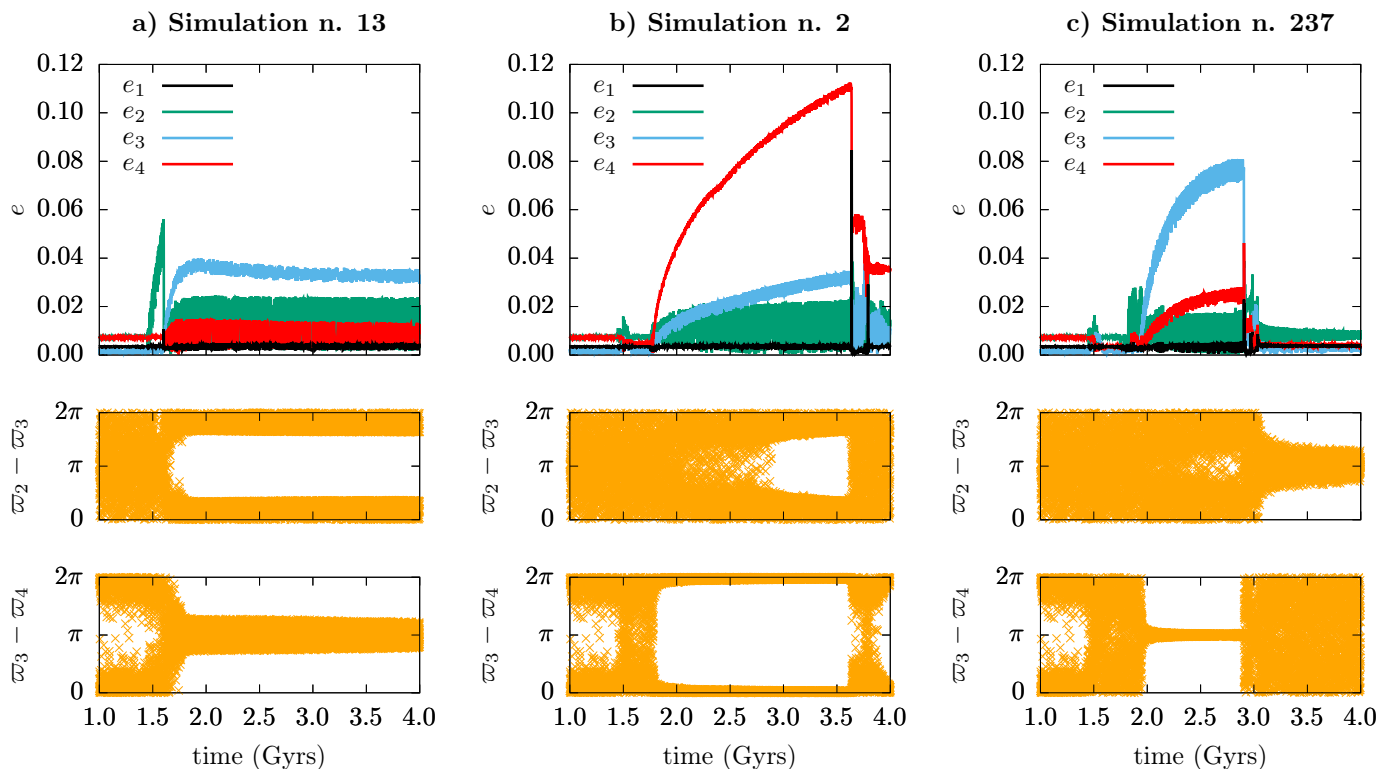 a) Simulation n. 13
b) Simulation n. 2
c) Simulation n. 237
0.12
0.10
0.08
0.06
0.04
0.02
0.00
e
e₁
e₂
e₃
e₄
0.12
0.10
0.08
0.06
0.04
0.02
0.00
e
e₁
e₂
e₃
e₄
0.12
0.10
0.08
0.06
0.04
0.02
0.00
e
e₁
e₂
e₃
e₄
2π
π
0
ϖ₂ − ϖ₃
2π
π
0
ϖ₂ − ϖ₃
2π
π
0
ϖ₂ − ϖ₃
2π
π
0
ϖ₃ − ϖ₄
2π
π
0
ϖ₃ − ϖ₄
2π
π
0
ϖ₃ − ϖ₄
1.0 1.5 2.0 2.5 3.0 3.5 4.0
1.0 1.5 2.0 2.5 3.0 3.5 4.0
1.0 1.5 2.0 2.5 3.0 3.5 4.0
time (Gyrs)
time (Gyrs)
time (Gyrs)